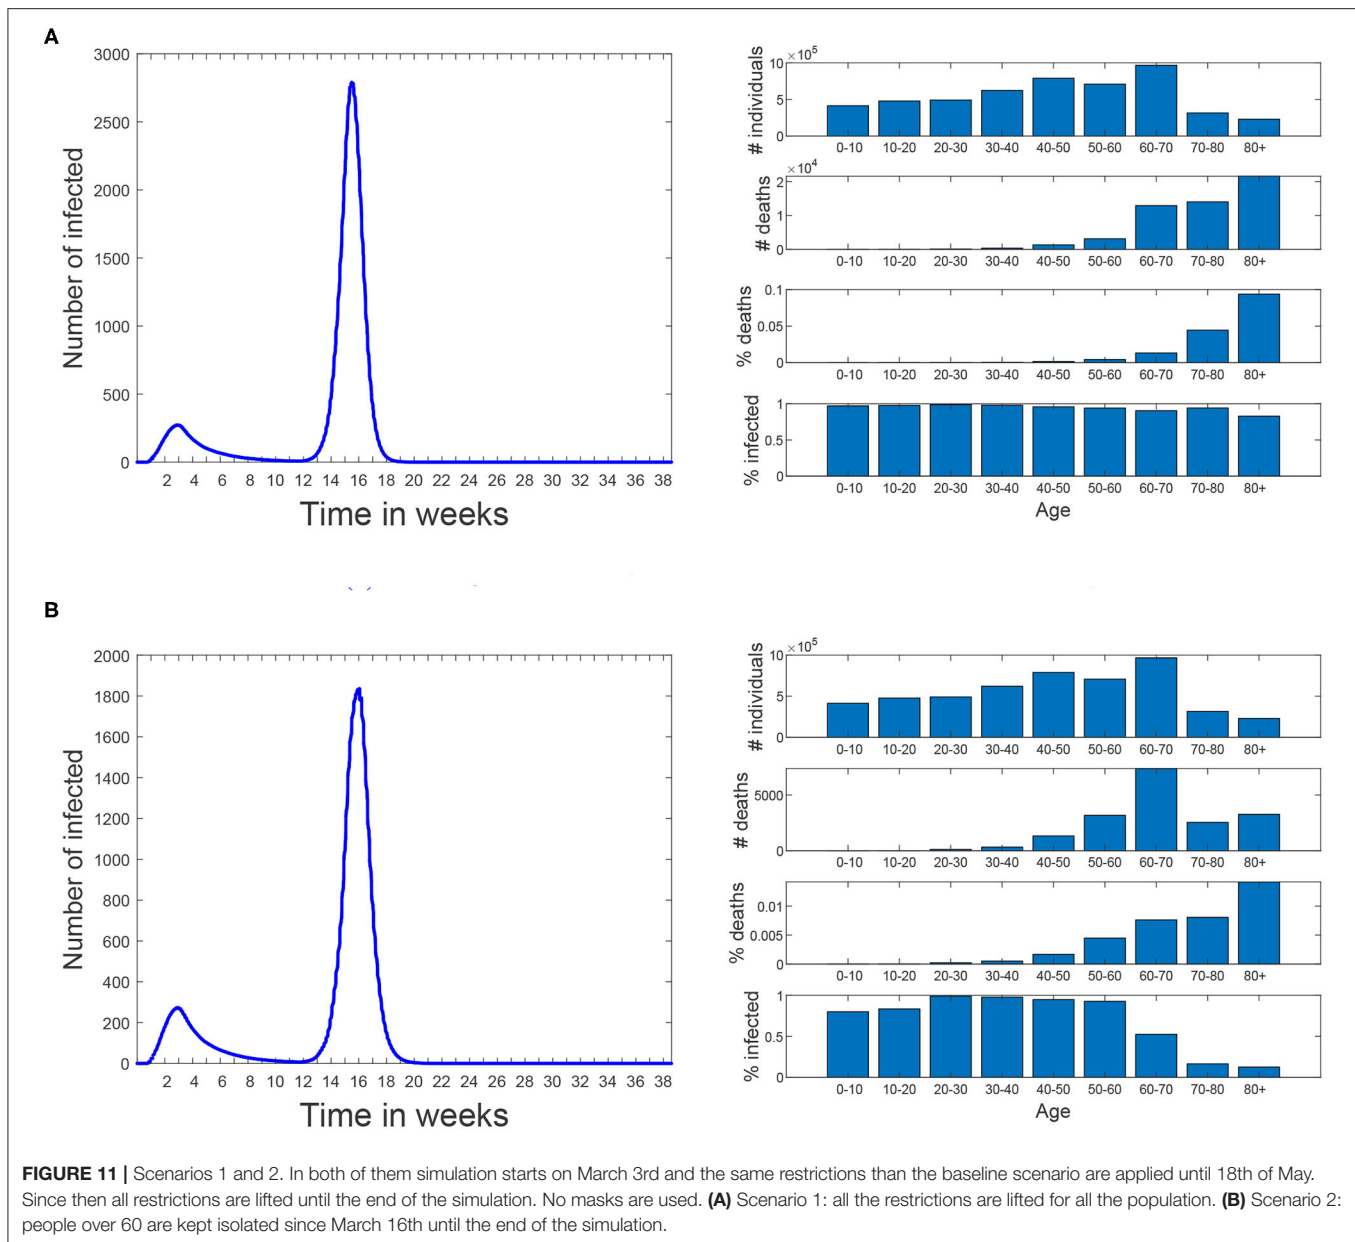 A
3000
2500
2000
1500
1000
500
0
Number of infected
2 4 6 8 10 12 14 16 18 20 22 24 26 28 30 32 34 36 38
Time in weeks
×10^5
10
5
0
# individuals
0-10 10-20 20-30 30-40 40-50 50-60 60-70 70-80 80+
×10^4
2
1
0
# deaths
0-10 10-20 20-30 30-40 40-50 50-60 60-70 70-80 80+
0.1
0.05
0
% deaths
0-10 10-20 20-30 30-40 40-50 50-60 60-70 70-80 80+
1
0.5
0
% infected
0-10 10-20 20-30 30-40 40-50 50-60 60-70 70-80 80+
Age
B
2000
1800
1600
1400
1200
1000
800
600
400
200
0
Number of infected
2 4 6 8 10 12 14 16 18 20 22 24 26 28 30 32 34 36 38
Time in weeks
×10^5
10
5
0
# individuals
0-10 10-20 20-30 30-40 40-50 50-60 60-70 70-80 80+
5000
0
# deaths
0-10 10-20 20-30 30-40 40-50 50-60 60-70 70-80 80+
0.01
0.005
0
% deaths
0-10 10-20 20-30 30-40 40-50 50-60 60-70 70-80 80+
1
0.5
0
% infected
0-10 10-20 20-30 30-40 40-50 50-60 60-70 70-80 80+
Age
FIGURE 11 | Scenarios 1 and 2. In both of them simulation starts on March 3rd and the same restrictions than the baseline scenario are applied until 18th of May.
Since then all restrictions are lifted until the end of the simulation. No masks are used. (A) Scenario 1: all the restrictions are lifted for all the population. (B) Scenario 2:
people over 60 are kept isolated since March 16th until the end of the simulation.